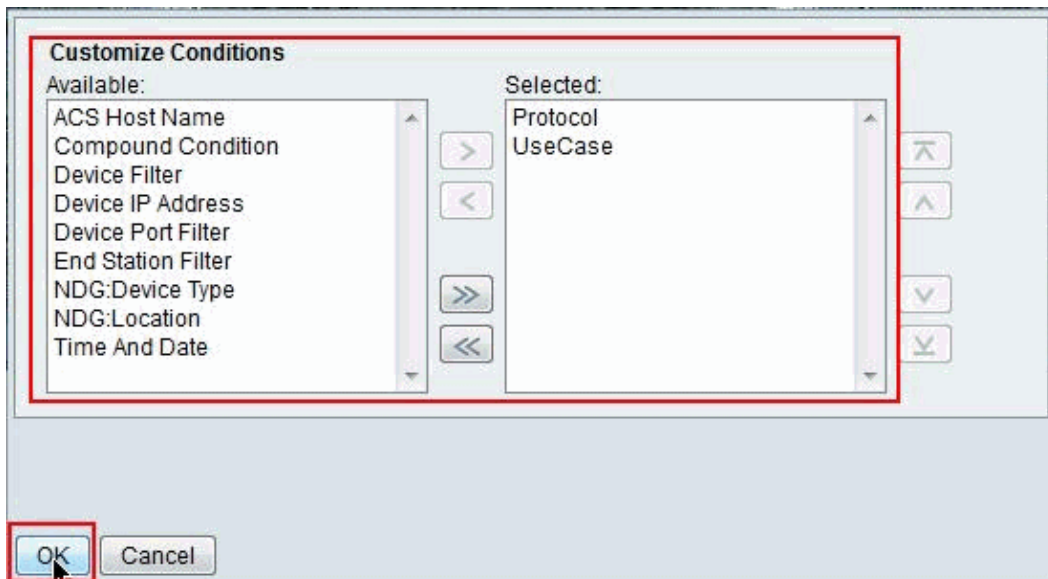 Customize Conditions
Available:
ACS Host Name
Compound Condition
Device Filter
Device IP Address
Device Port Filter
End Station Filter
NDG:Device Type
NDG:Location
Time And Date
>
<
>>
<<
Selected:
Protocol
UseCase
OK
Cancel